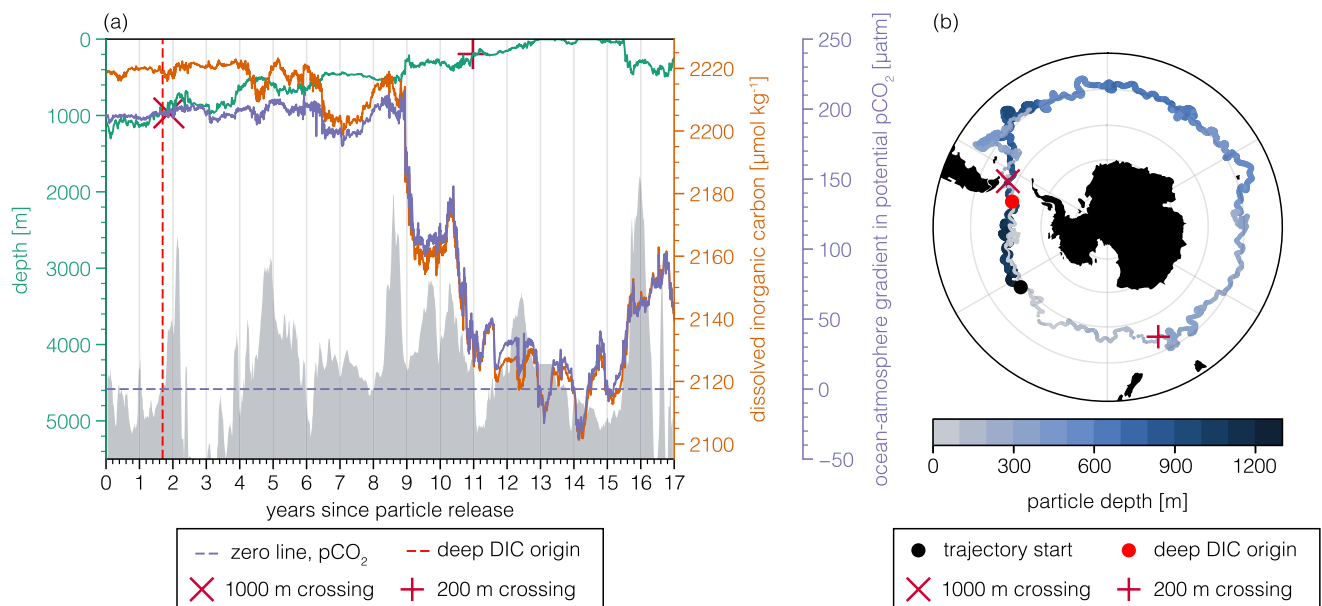 (a)
0
1000
2000
3000
4000
5000
depth [m]
0 1 2 3 4 5 6 7 8 9 10 11 12 13 14 15 16 17
years since particle release
2220
2200
2180
2160
2140
2120
2100
dissolved inorganic carbon [µmol kg⁻¹]
250
200
150
100
50
0
−50
ocean-atmosphere gradient in potential pCO₂ [µatm]
zero line, pCO₂ deep DIC origin
1000 m crossing 200 m crossing
(b)
0 300 600 900 1200
particle depth [m]
trajectory start deep DIC origin
1000 m crossing 200 m crossing